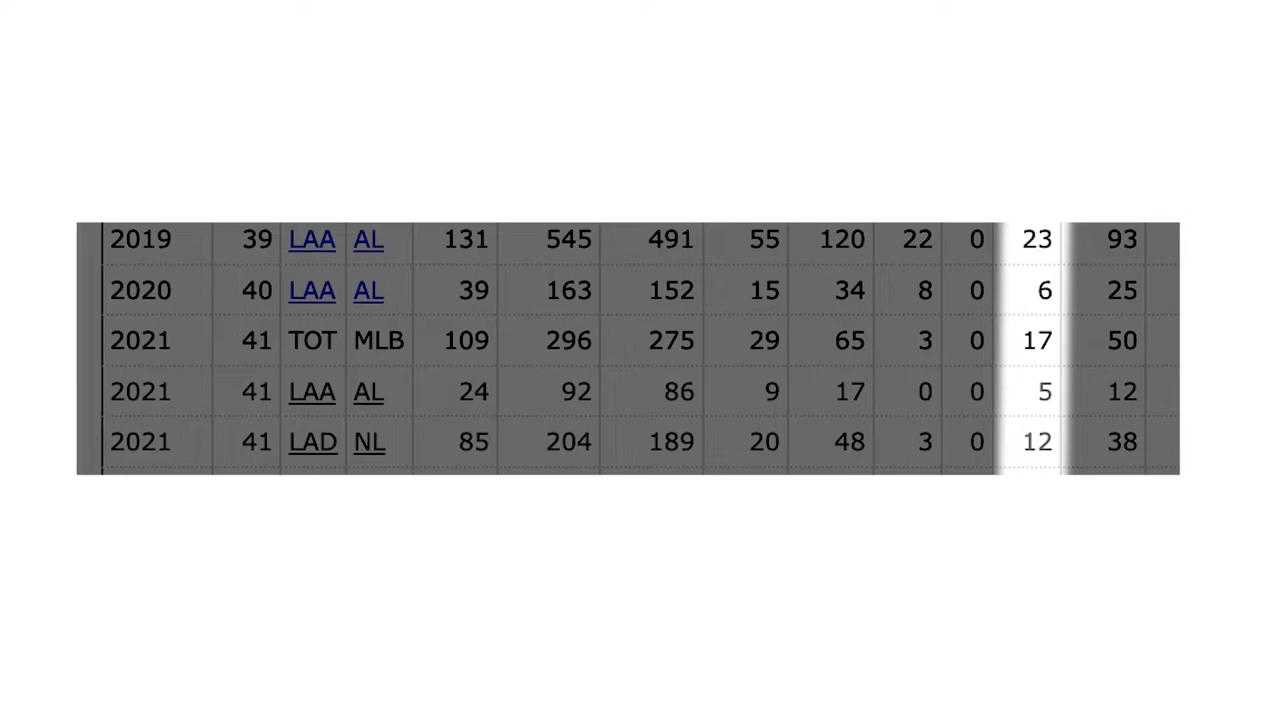 2019 39 LAA AL 131 545 491 55 120 22 0 23 93
2020 40 LAA AL 39 163 152 15 34 8 0 6 25
2021 41 TOT MLB 109 296 275 29 65 3 0 17 50
2021 41 LAA AL 24 92 86 9 17 0 0 5 12
2021 41 LAD NL 85 204 189 20 48 3 0 12 38